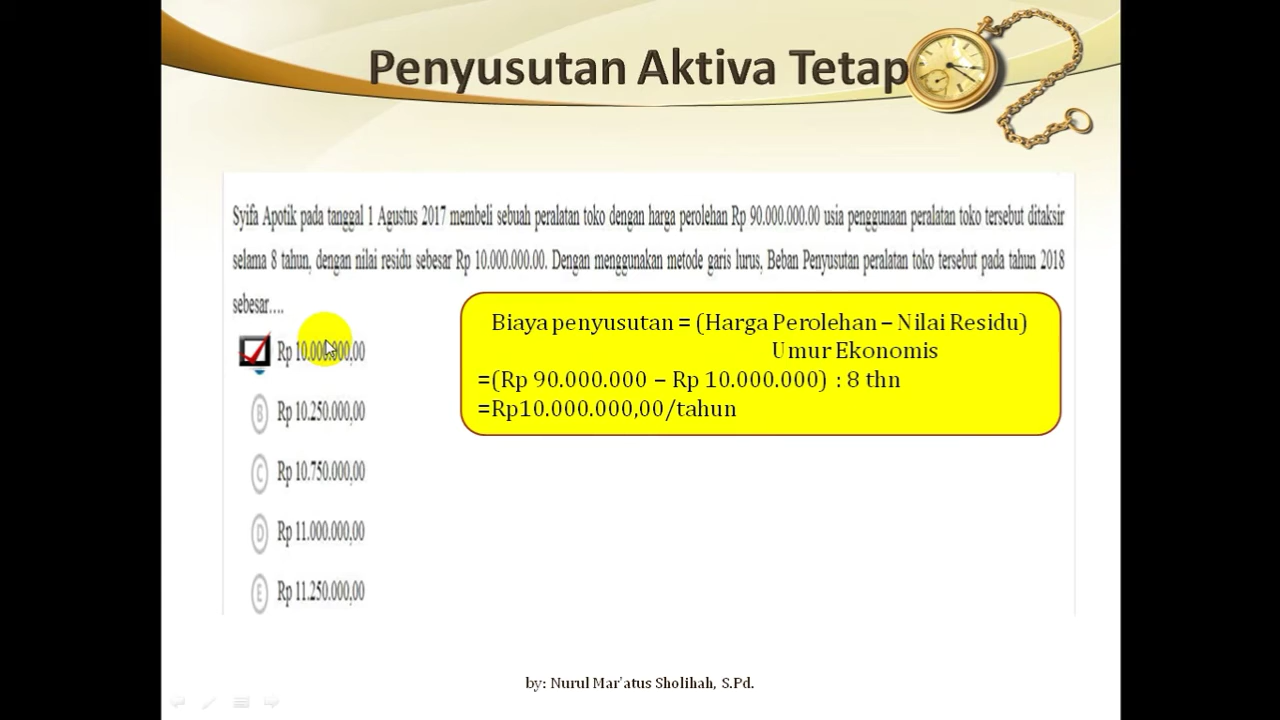 Penyusutan Aktiva Tetap
Syifa Apotik pada tanggal 1 Agustus 2017 membeli sebuah peralatan toko dengan harga perolehan Rp 90.000.000.00 usia penggunaan peralatan toko tersebut ditaksir
selama 8 tahun, dengan nilai residu sebesar Rp 10.000.000.00. Dengan menggunakan metode garis lurus, Beban Penyusutan peralatan toko tersebut pada tahun 2018
sebesar....
Rp 10.000.000,00
B Rp 10.250.000,00
C Rp 10.750.000,00
D Rp 11.000.000,00
E Rp 11.250.000,00
Biaya penyusutan = (Harga Perolehan – Nilai Residu)
Umur Ekonomis
=(Rp 90.000.000 – Rp 10.000.000) : 8 thn
=Rp10.000.000,00/tahun
by: Nurul Mar'atus Sholihah, S.Pd.